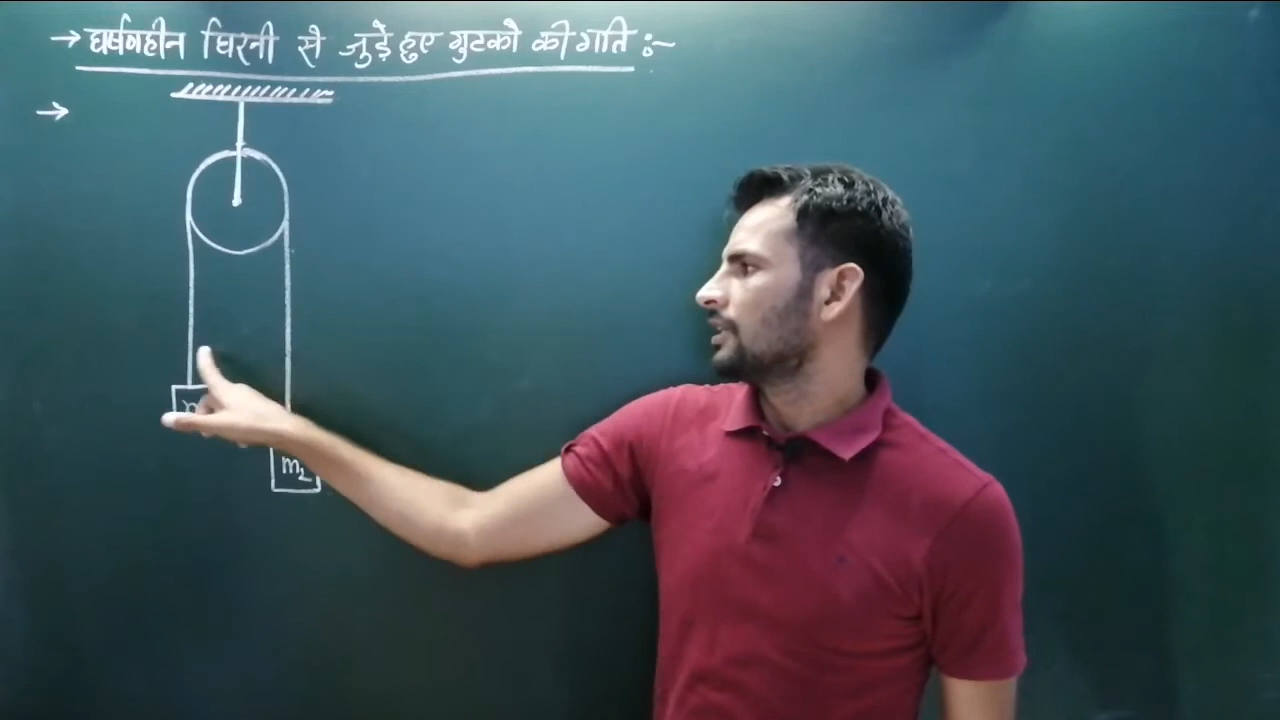 → घर्षणहीन घिरनी से जुड़े हुए गुटको की गति :~
→
m₂